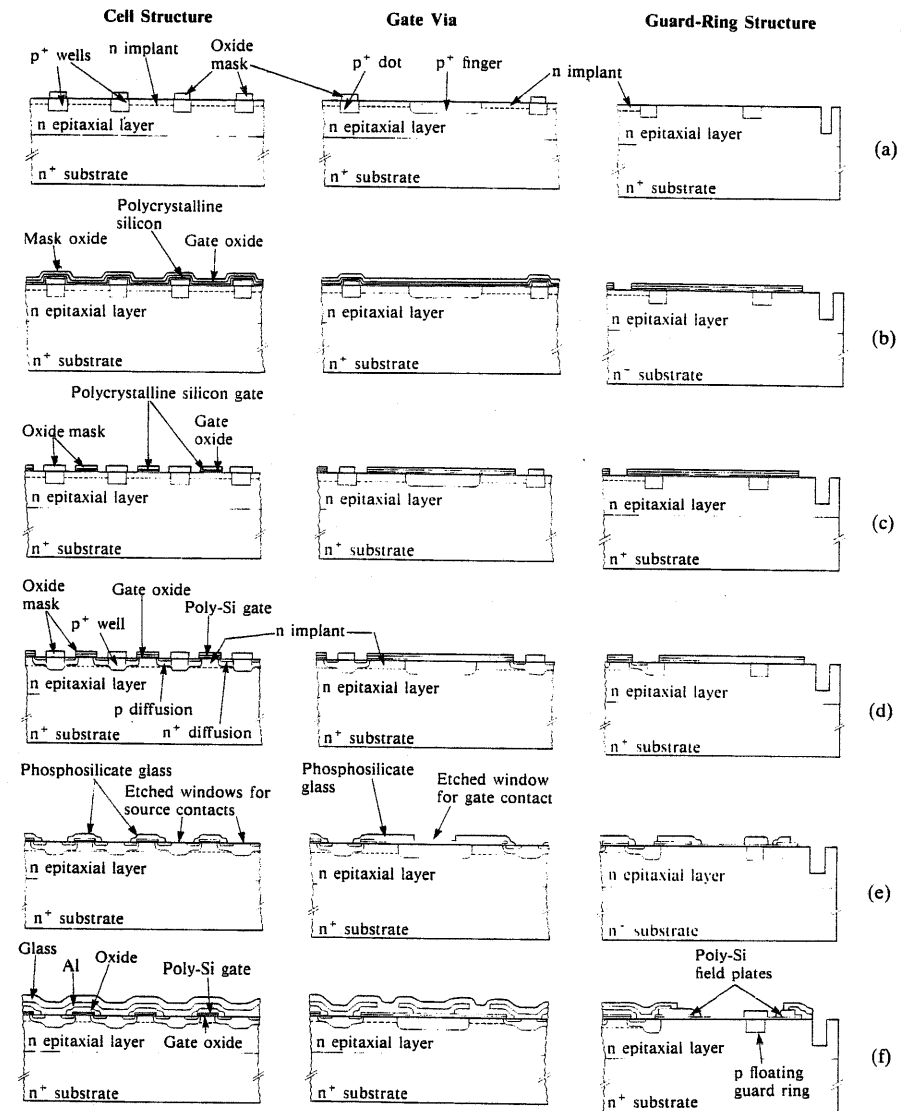 Cell Structure
Gate Via
Guard-Ring Structure
p+ wells
n implant
Oxide
mask
p+ dot
p+ finger
n implant
n epitaxial layer
n epitaxial layer
n epitaxial layer
(a)
n+ substrate
n+ substrate
n+ substrate
Polycrystalline
silicon
Mask oxide
Gate oxide
n epitaxial layer
n epitaxial layer
n epitaxial layer
(b)
n+ substrate
n+ substrate
n- substrate
Polycrystalline silicon gate
Oxide mask
Gate
oxide
n epitaxial layer
n epitaxial layer
n epitaxial layer
(c)
n+ substrate
n+ substrate
n+ substrate
Oxide
mask
Gate oxide
p+ well
Poly-Si gate
n implant
n epitaxial layer
n epitaxial layer
n epitaxial layer
(d)
p diffusion
n+ substrate
n+ diffusion
n+ substrate
n+ substrate
Phosphosilicate glass
Etched windows for
source contacts
Phosphosilicate
glass
Etched window
for gate contact
n epitaxial layer
n epitaxial layer
n epitaxial layer
(e)
n+ substrate
n+ substrate
n- substrate
Glass
Al
Oxide
Poly-Si gate
Poly-Si
field plates
Gate oxide
n epitaxial layer
n epitaxial layer
n epitaxial layer
(f)
p floating
guard ring
n+ substrate
n+ substrate
n+ substrate